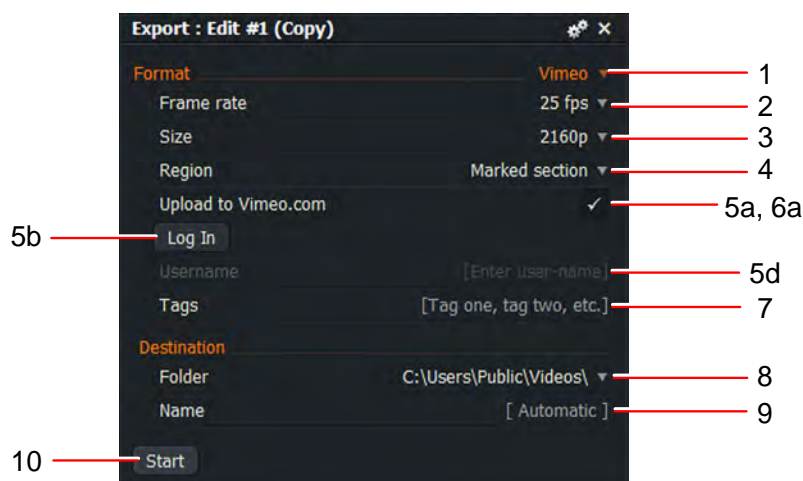 Export : Edit #1 (Copy)
Format Vimeo 1
Frame rate 25 fps 2
Size 2160p 3
Region Marked section 4
Upload to Vimeo.com ✓ 5a, 6a
5b Log In
Username [Enter user-name] 5d
Tags [Tag one, tag two, etc.] 7
Destination
Folder C:\Users\Public\Videos\ 8
Name [ Automatic ] 9
10 Start